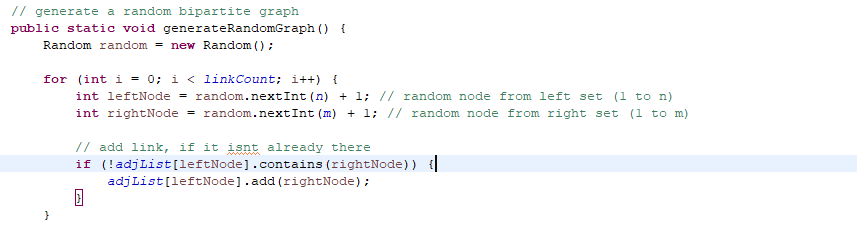 // generate a random bipartite graph
public static void generateRandomGraph() {
    Random random = new Random();

    for (int i = 0; i < linkCount; i++) {
        int leftNode = random.nextInt(n) + 1; // random node from left set (1 to n)
        int rightNode = random.nextInt(m) + 1; // random node from right set (1 to m)

        // add link, if it isnt already there
        if (!adjList[leftNode].contains(rightNode)) {
            adjList[leftNode].add(rightNode);
        }
    }